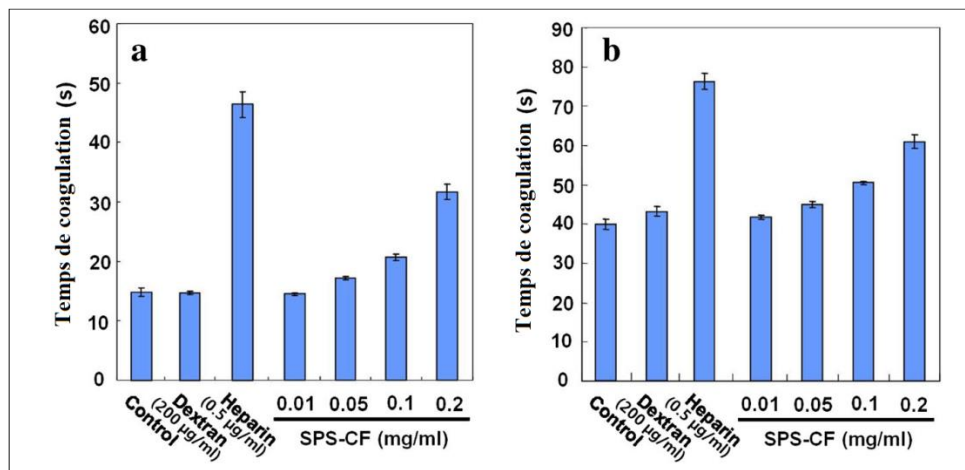 a
Temps de coagulation (s)
60
50
40
30
20
10
0
Control
Dextran
(200 µg/ml)
Heparin
(0.5 µg/ml)
0.01 0.05 0.1 0.2
SPS-CF (mg/ml)
b
Temps de coagulation (s)
90
80
70
60
50
40
30
20
10
0
Control
Dextran
(200 µg/ml)
Heparin
(0.5 µg/ml)
0.01 0.05 0.1 0.2
SPS-CF (mg/ml)